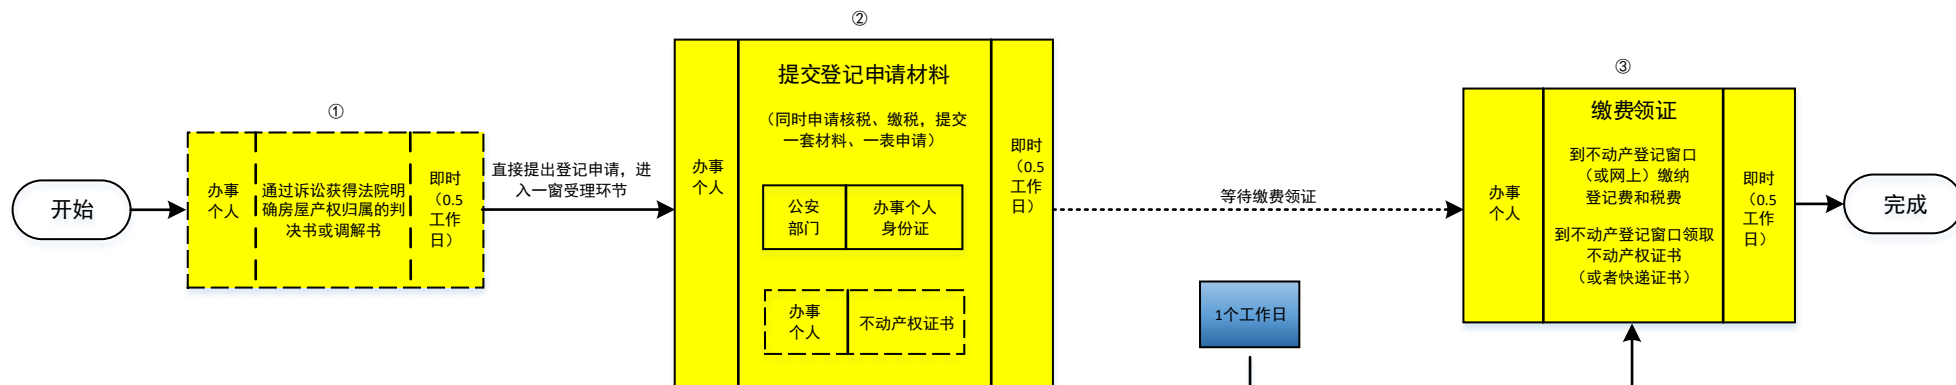 开始
①
办事
个人
通过诉讼获得法院明
确房屋产权归属的判
决书或调解书
即时
（0.5
工作
日）
直接提出登记申请，进
入一窗受理环节
②
办事
个人
提交登记申请材料
（同时申请核税、缴税，提交
一套材料、一表申请）
公安
部门
办事个人
身份证
办事
个人
不动产权证书
即时
（0.5
工作
日）
等待缴费领证
1个工作日
③
办事
个人
缴费领证
到不动产登记窗口
（或网上）缴纳
登记费和税费
到不动产登记窗口领取
不动产权证书
（或者快递证书）
即时
（0.5
工作
日）
完成